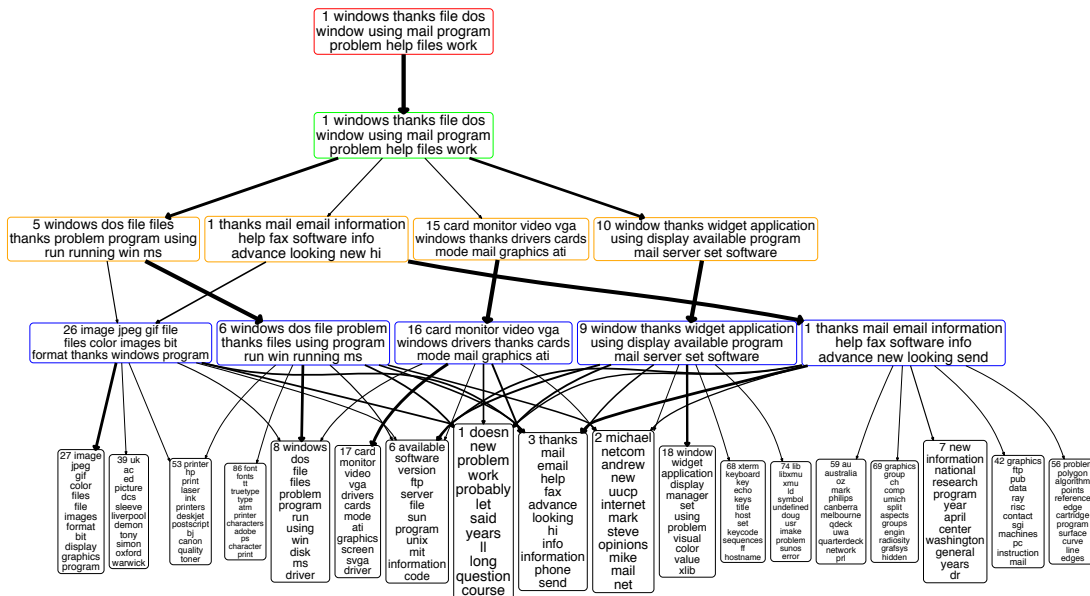 1 windows thanks file dos
window using mail program
problem help files work
1 windows thanks file dos
window using mail program
problem help files work
5 windows dos file files
thanks problem program using
run running win ms
1 thanks mail email information
help fax software info
advance looking new hi
15 card monitor video vga
windows thanks drivers cards
mode mail graphics ati
10 window thanks widget application
using display available program
mail server set software
26 image jpeg gif file
files color images bit
format thanks windows program
6 windows dos file problem
thanks files using program
run win running ms
16 card monitor video vga
windows drivers thanks cards
mode mail graphics ati
9 window thanks widget application
using display available program
mail server set software
1 thanks mail email information
help fax software info
advance new looking send
27 image
jpeg
gif
color
files
file
images
format
bit
display
graphics
program
39 uk
ac
ed
picture
dcs
sleeve
liverpool
demon
tony
simon
oxford
warwick
53 printer
hp
print
laser
ink
printers
deskjet
postscript
bj
canon
quality
toner
86 font
fonts
tt
truetype
type
atm
printer
characters
adobe
ps
character
print
8 windows
dos
files
problem
program
run
using
win
disk
ms
driver
17 card
monitor
video
vga
drivers
cards
mode
ati
graphics
screen
svga
driver
6 available
software
version
ftp
server
file
sun
program
unix
mit
information
code
1 doesn
new
problem
work
probably
let
said
years
ll
long
question
course
3 thanks
mail
email
help
fax
advance
looking
hi
info
information
phone
send
2 michael
netcom
andrew
new
uucp
internet
mark
steve
opinions
mike
mail
net
18 window
widget
application
display
manager
set
using
problem
visual
color
value
xlib
68 xterm
keyboard
key
echo
keys
title
host
set
keycode
sequences
ff
hostname
74 lib
libxmu
xmu
ld
symbol
undefined
doug
usr
imake
problem
sunos
error
59 au
australia
oz
mark
philips
canberra
melbourne
qdeck
uwa
quarterdeck
network
prl
69 graphics
group
ch
comp
umich
split
aspects
groups
engin
radiosity
grafsys
hidden
7 new
information
national
research
program
year
april
center
washington
general
years
dr
42 graphics
ftp
pub
data
ray
risc
contact
sgi
machines
pc
instruction
mail
56 problem
polygon
algorithm
points
reference
edge
cartridge
program
surface
curve
line
edges